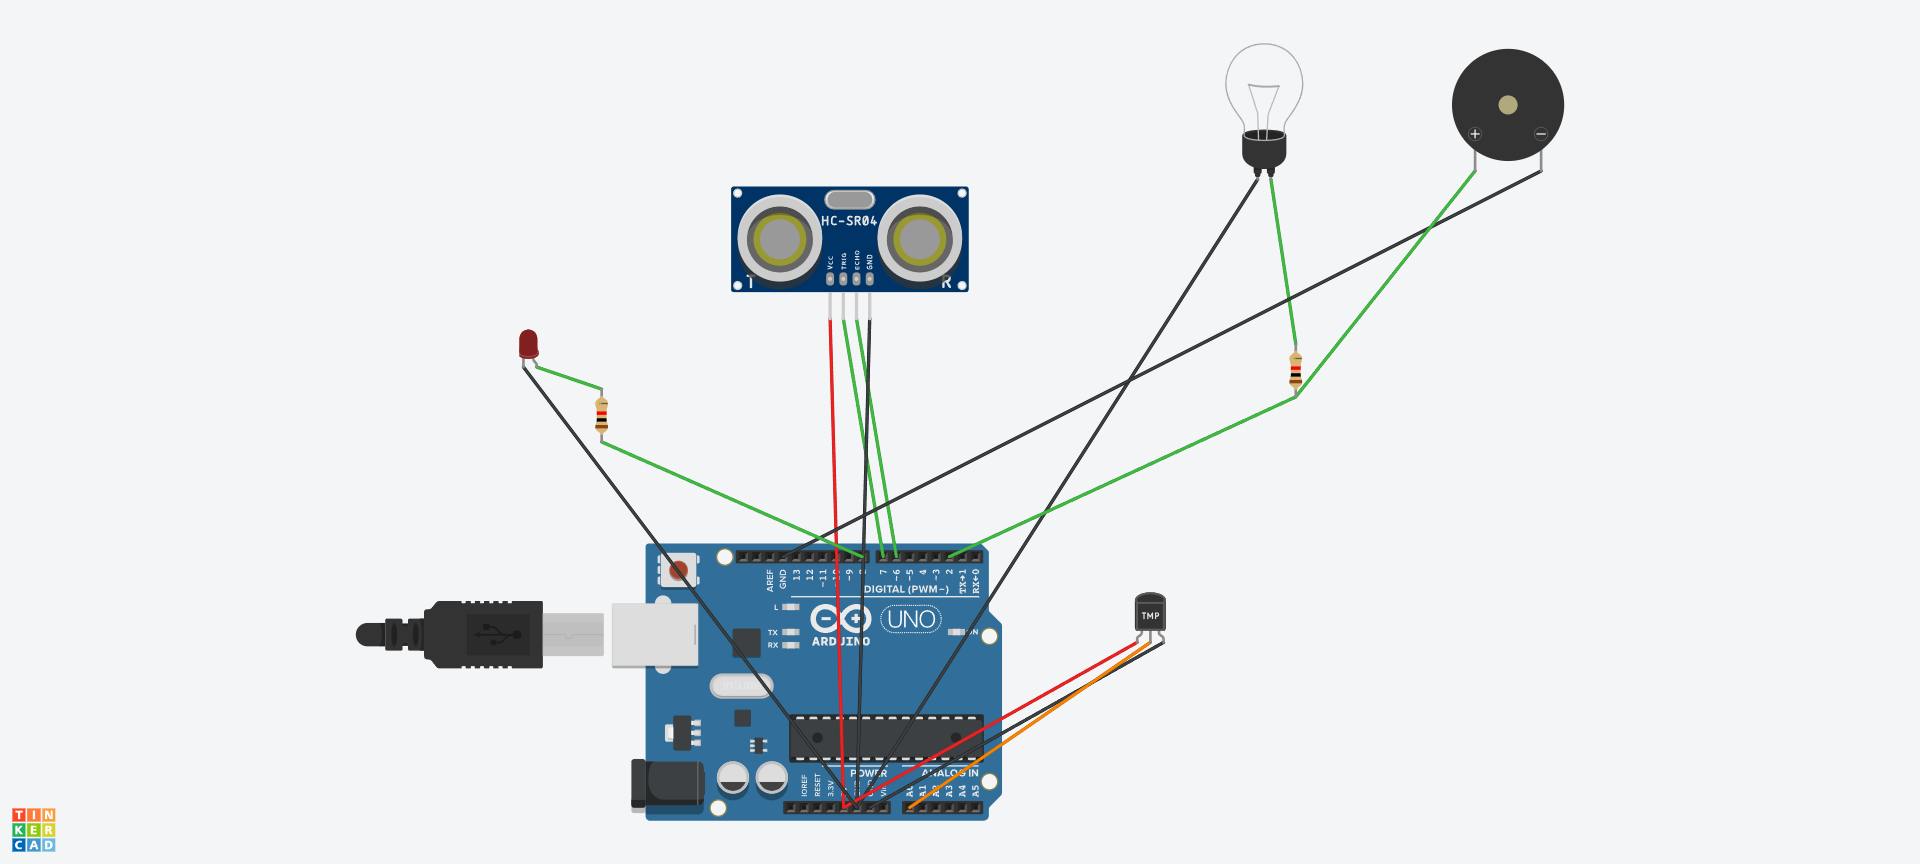 HC-SR04
VCC
TRIG
ECHO
GND
T
R
AREF
GND
13
12
~11
~9
7
~6
~5
4
~3
2
TX→1
RX←0
DIGITAL (PWM~)
L
TX
RX
ARDUINO
UNO
ON
TMP
IOREF
RESET
3.3V
POWER
ANALOG IN
A0
A1
A2
A3
A4
A5
TIN
KER
CAD